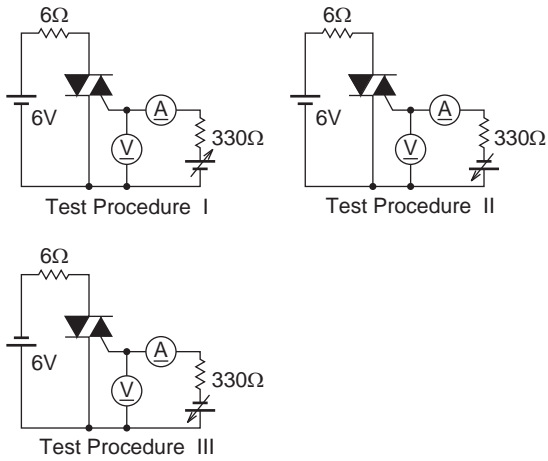 6Ω
6V
A
V
330Ω
Test Procedure I
6Ω
6V
A
V
330Ω
Test Procedure II
6Ω
6V
A
V
330Ω
Test Procedure III